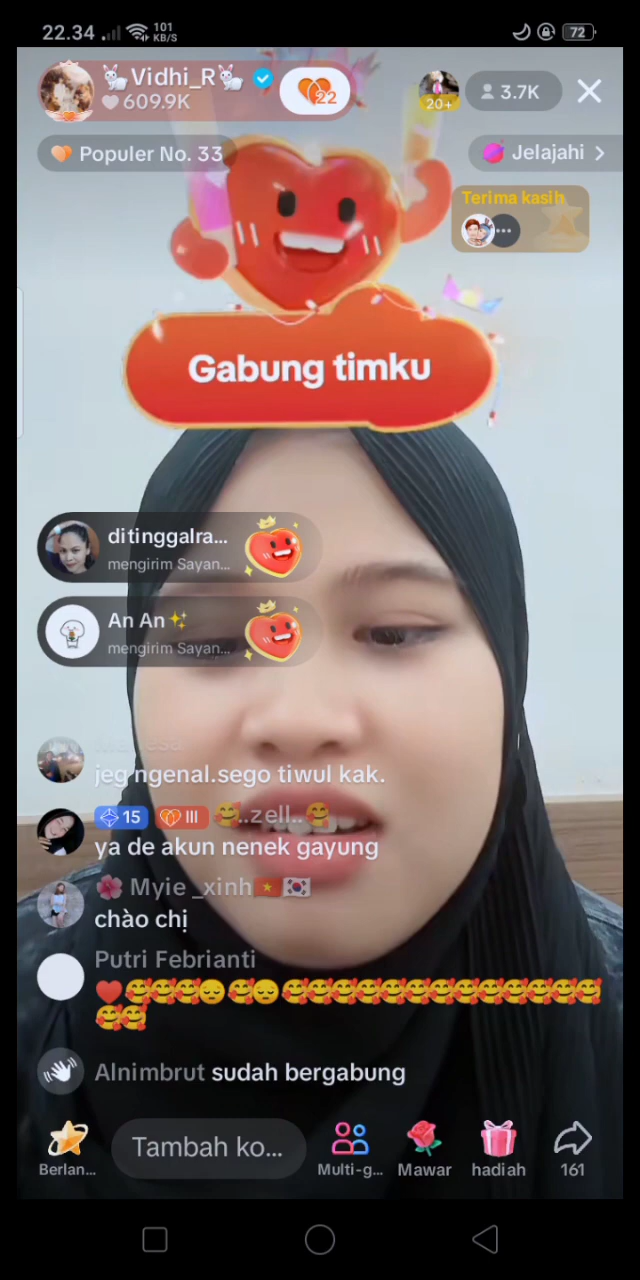 22.34
101
KB/S
72
🐇Vidhi_R🐇
609.9K
22
20+
3.7K
Populer No. 33
Jelajahi
Terima kasih
Gabung timku
ditinggalra...
mengirim Sayan...
An An✨
mengirim Sayan...
jeg ngenal.sego tiwul kak.
15
III
🥰..zell..🥰
ya de akun nenek gayung
🌺 Myie _xinh🇻🇳🇰🇷
chào chị
Putri Febrianti
♥️🥰🥰🥰😔🥰😔🥰🥰🥰🥰🥰🥰🥰🥰🥰🥰🥰🥰🥰
🥰🥰
Alnimbrut sudah bergabung
Berlan...
Tambah ko...
Multi-g...
Mawar
hadiah
161